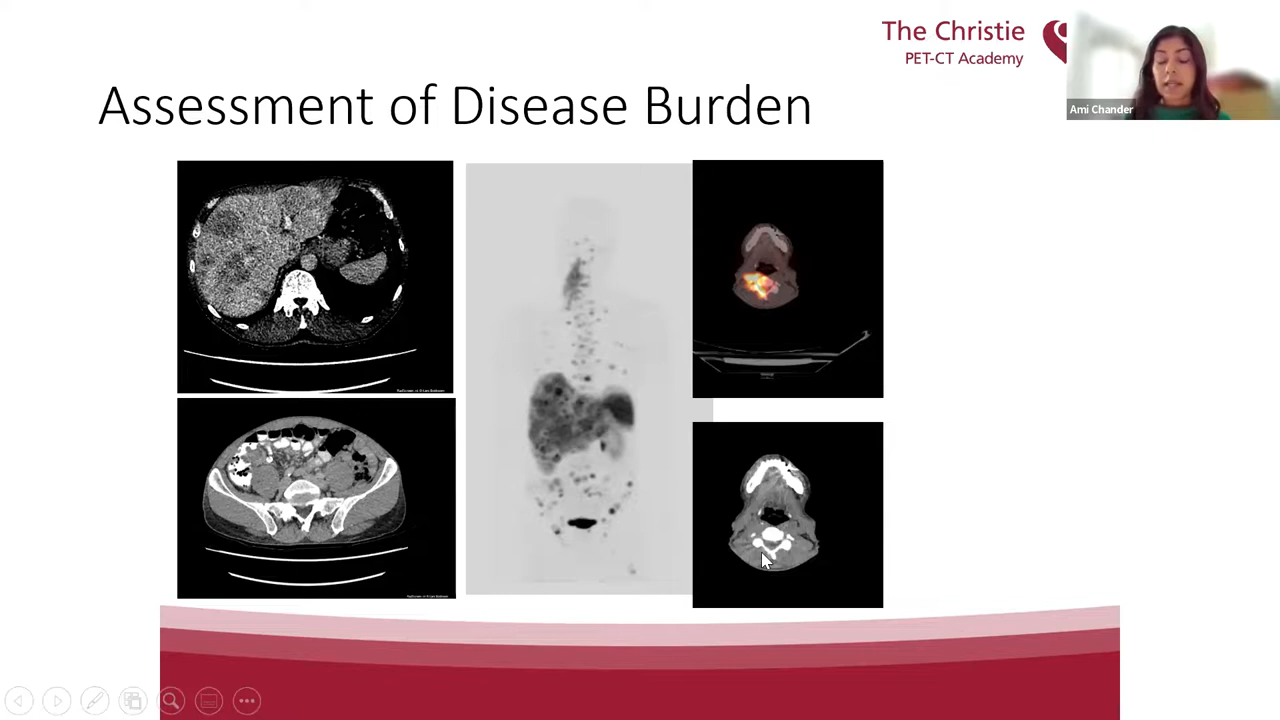 The Christie
PET-CT Academy
Ami Chander
Assessment of Disease Burden